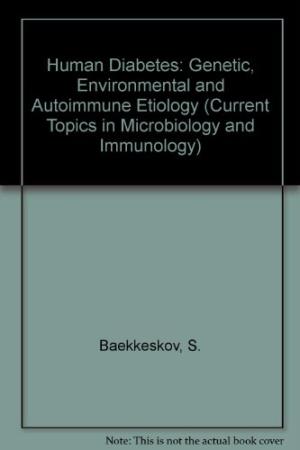 Human Diabetes: Genetic,
Environmental and
Autoimmune Etiology (Current
Topics in Microbiology and
Immunology)
Baekkeskov, S.
Note: This is not the actual book cover